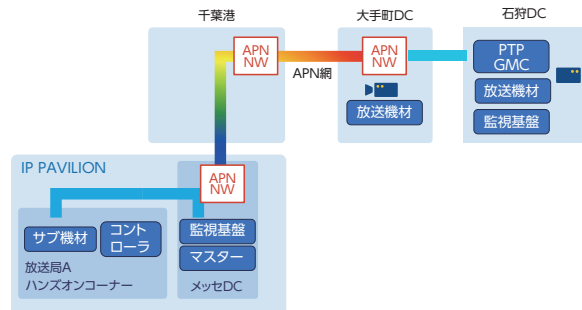 千葉港
大手町DC
石狩DC
APN
NW
APN網
APN
NW
放送機材
PTP
GMC
放送機材
監視基盤
IP PAVILION
APN
NW
サブ機材
コント
ローラ
放送局A
ハンズオンコーナー
監視基盤
マスター
メッセDC